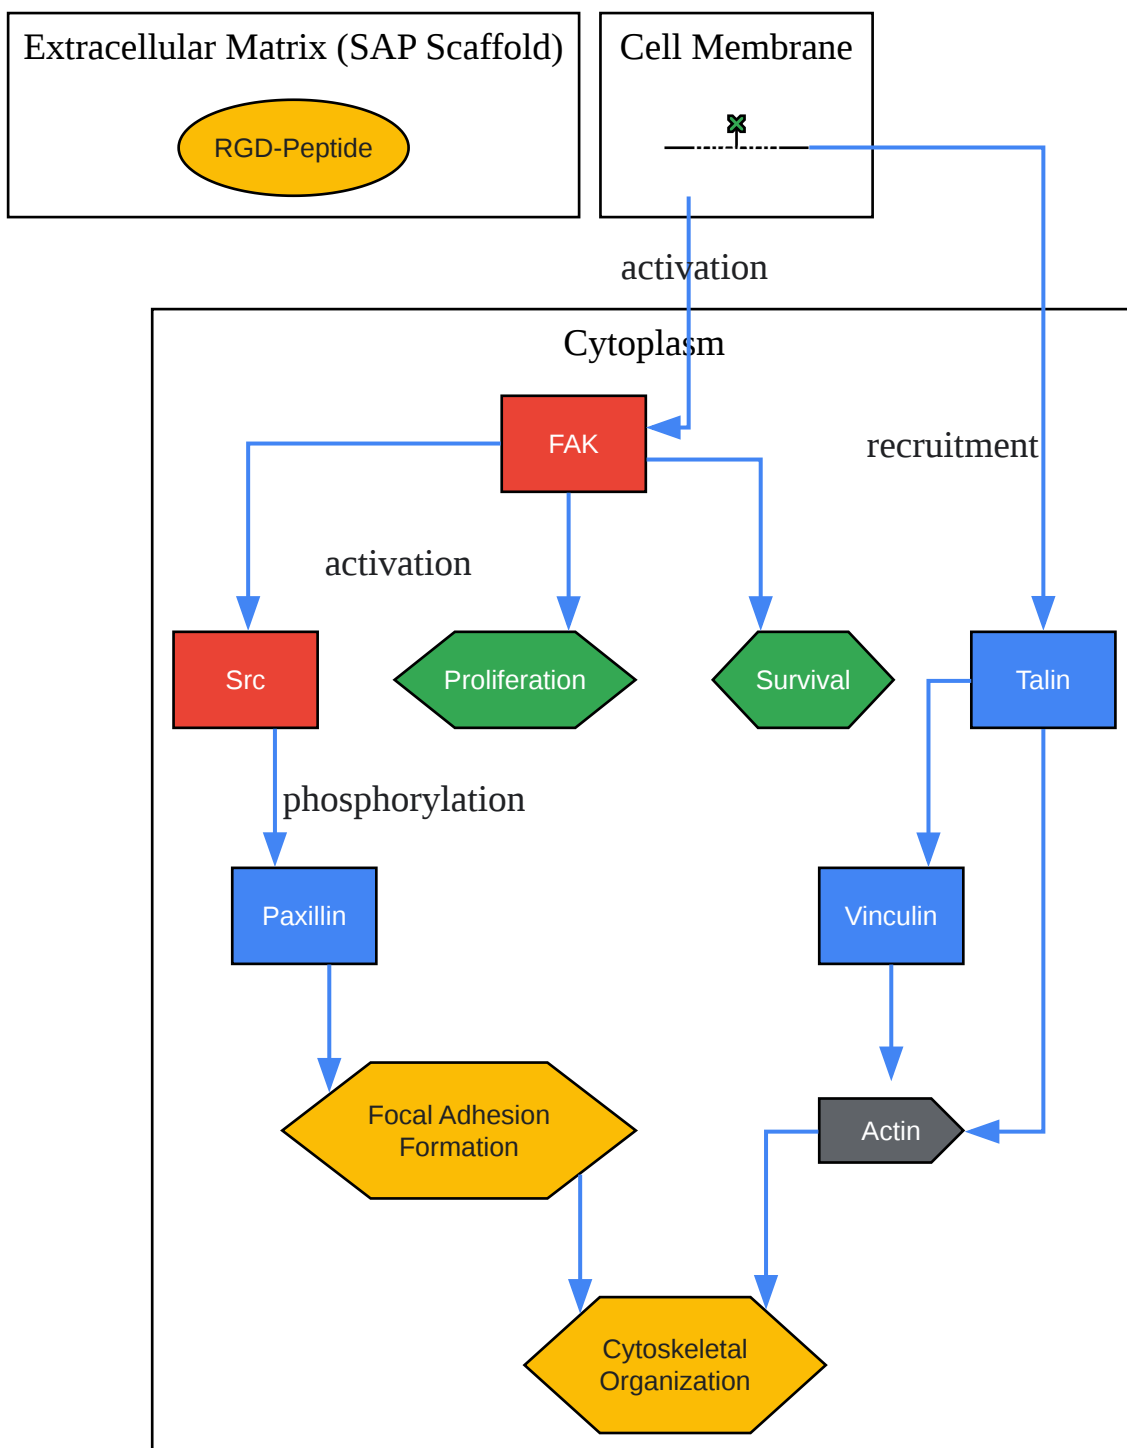 Extracellular Matrix (SAP Scaffold)
Cell Membrane
RGD-Peptide
activation
Cytoplasm
FAK
recruitment
activation
Src
Proliferation
Survival
Talin
phosphorylation
Paxillin
Vinculin
Focal Adhesion
Formation
Actin
Cytoskeletal
Organization